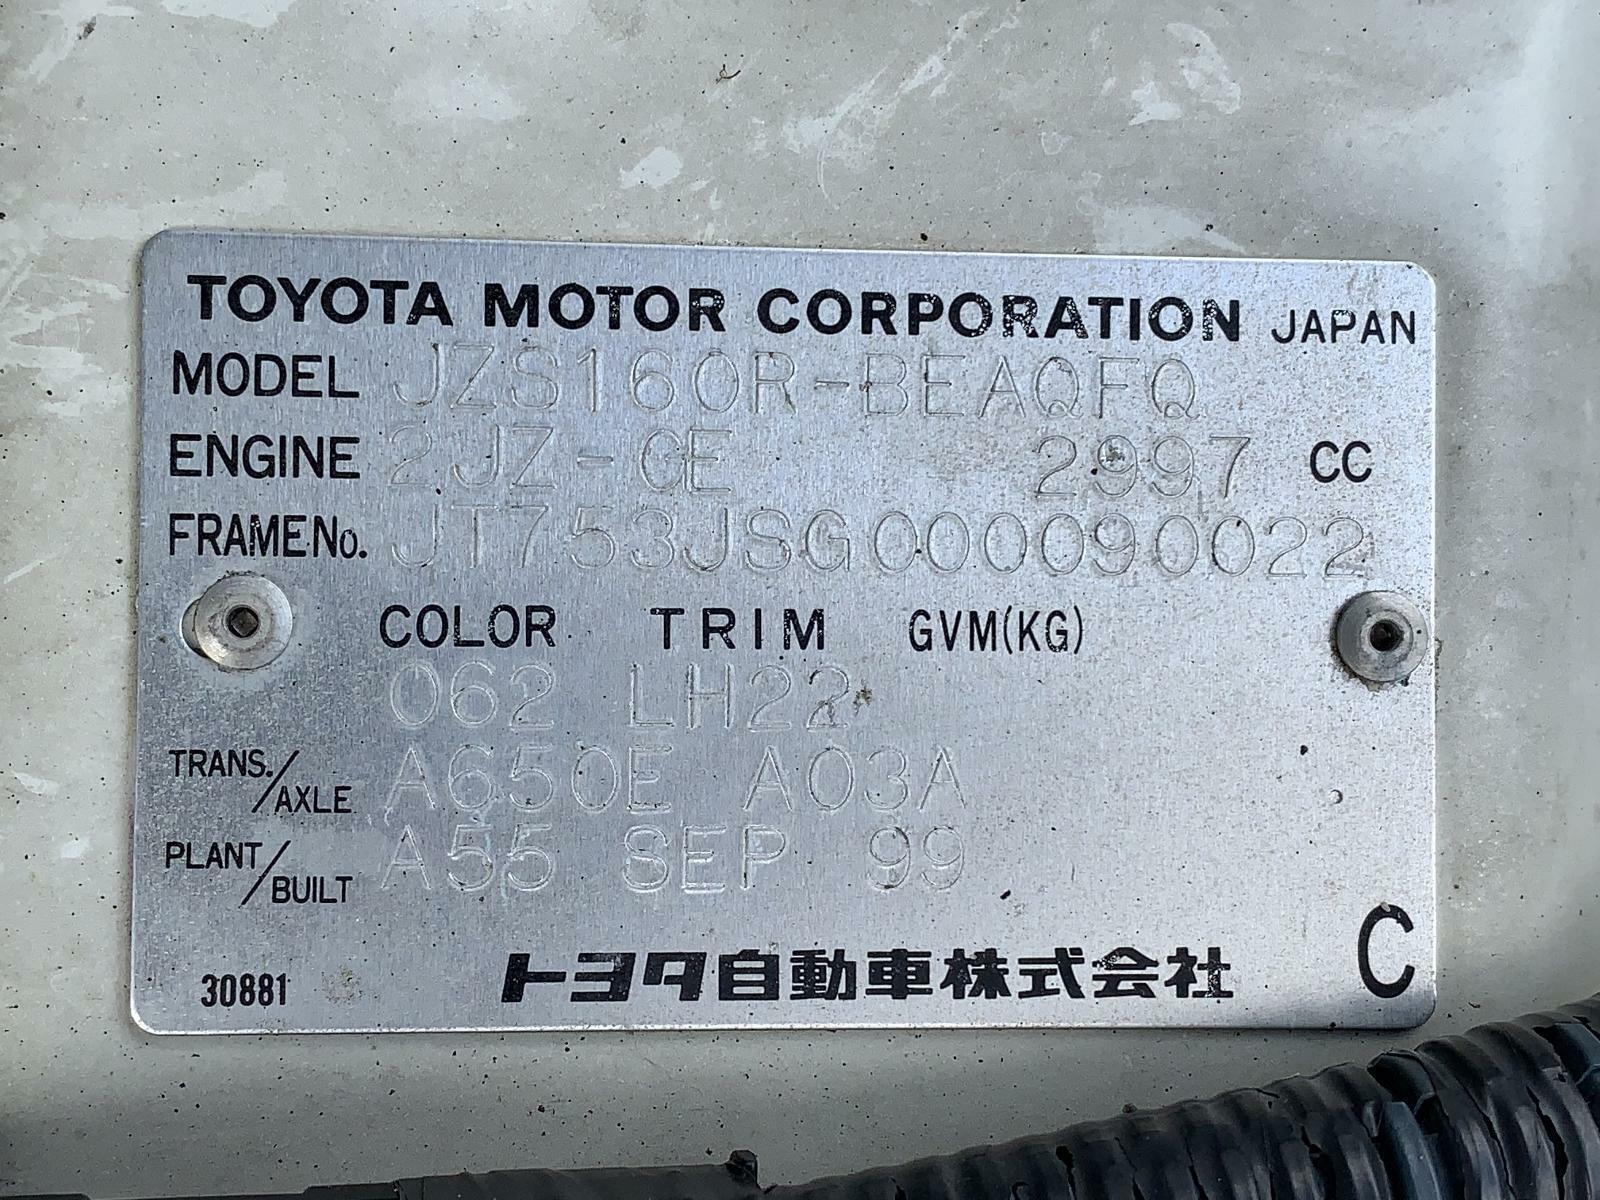 TOYOTA MOTOR CORPORATION JAPAN
MODEL JZS160R-BEAQFQ
ENGINE 2JZ-GE 2997 CC
FRAME No. JT753JSG000090022
COLOR TRIM GVM(KG)
062 LH22
TRANS./AXLE A650E A03A
PLANT/BUILT A55 SEP 99
C
30881 トヨタ自動車株式会社